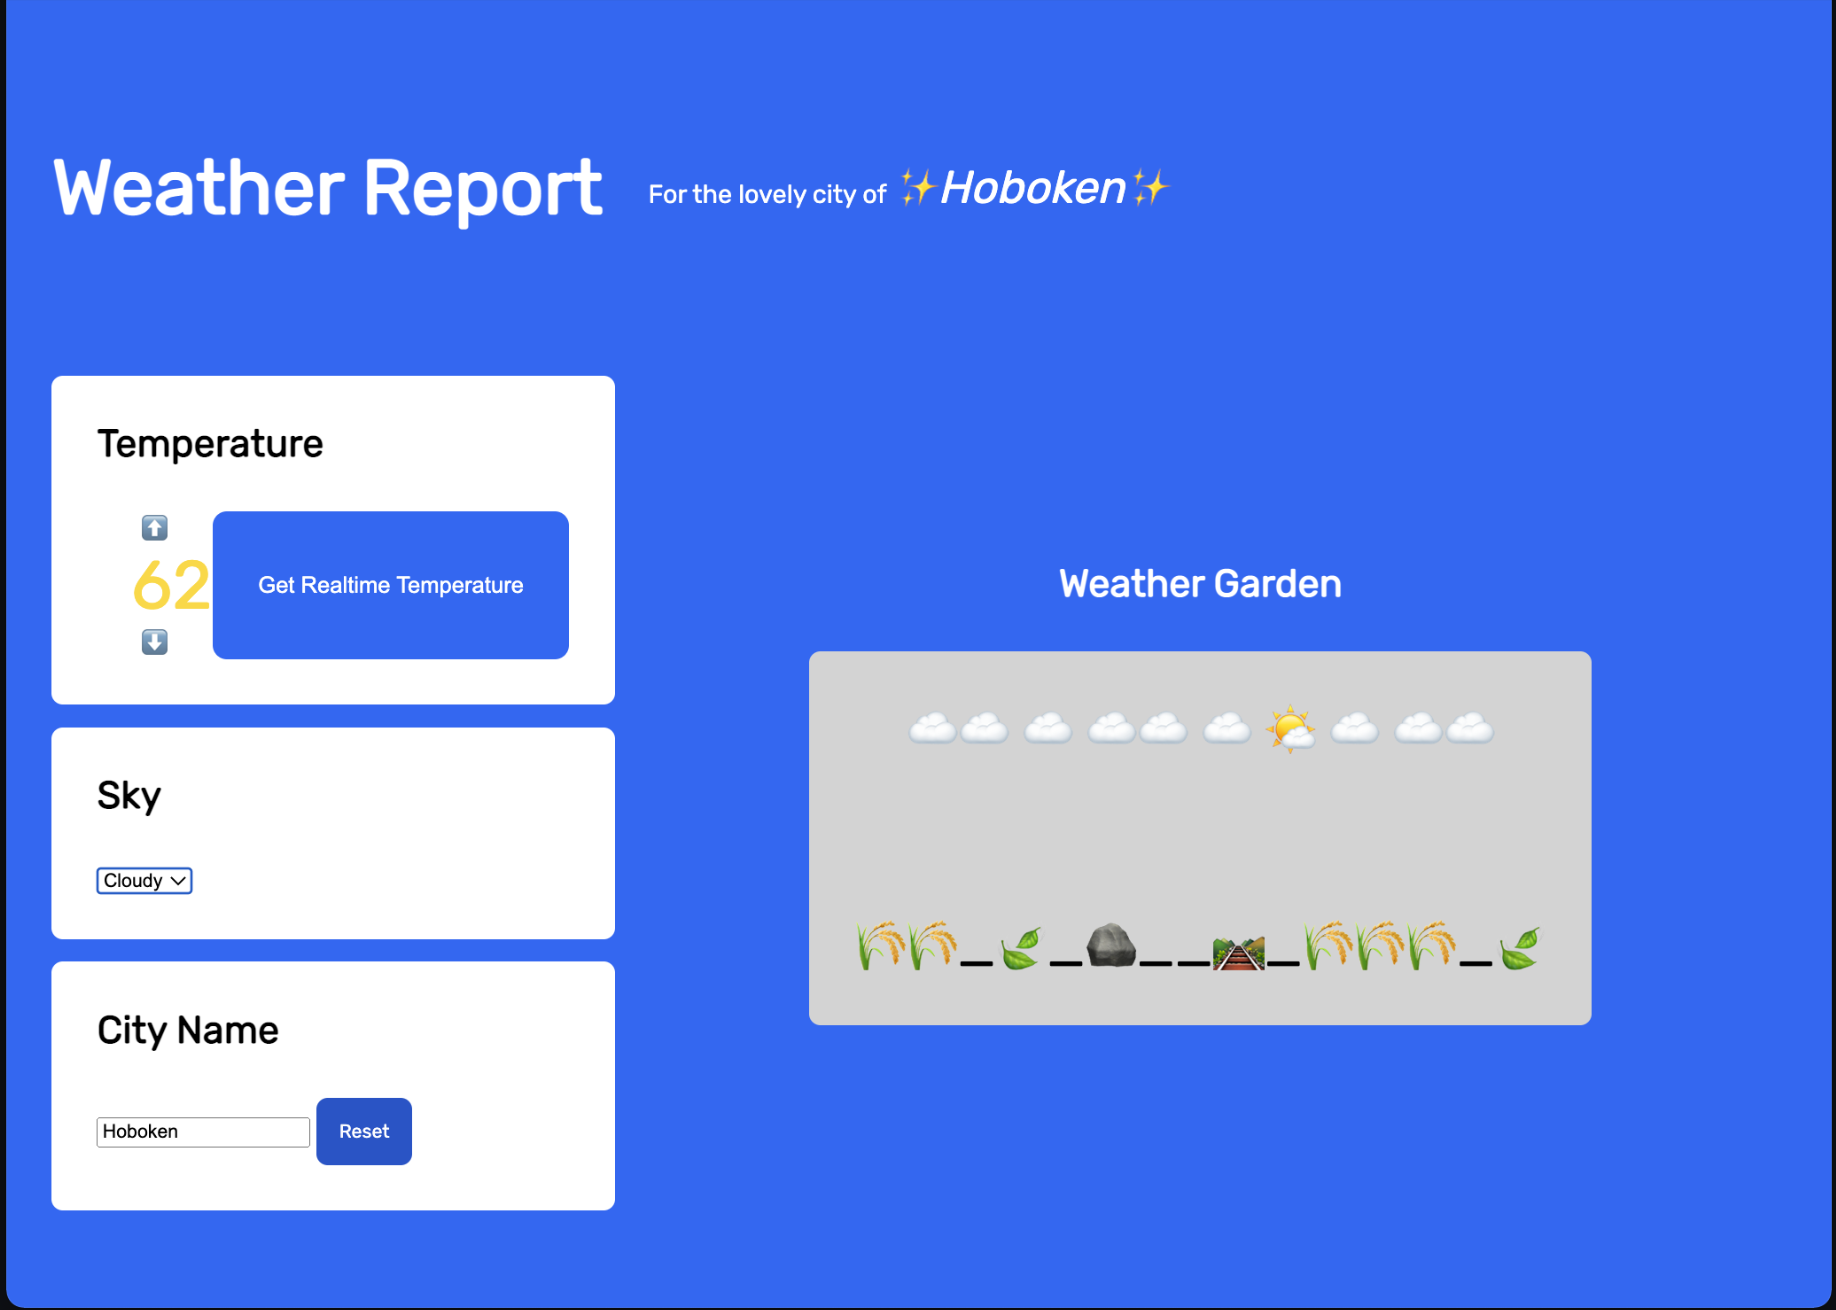 Weather Report
For the lovely city of ✨Hoboken✨
Temperature
⬆️
62
⬇️
Get Realtime Temperature
Sky
Cloudy
City Name
Hoboken
Reset
Weather Garden
☁️☁️ ☁️ ☁️☁️ ☁️ 🌤 ☁️ ☁️☁️
🌾🌾_🍃_🪨__🛤_🌾🌾🌾_🍃